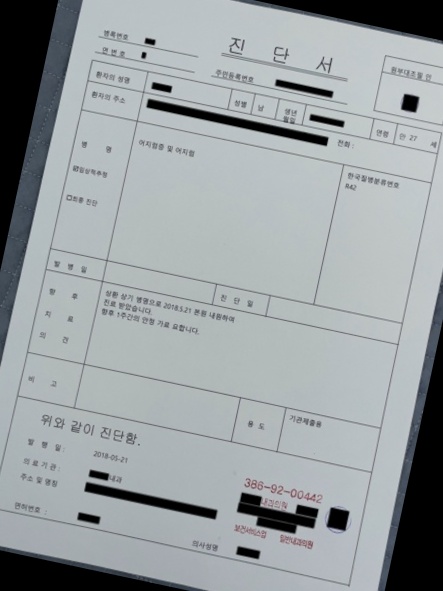 병록번호
연 번 호
진 단 서
주민등록번호
원부대조필 인
환자의 성명
성별 남
생년월일
연령 만 27 세
환자의 주소
전화 :
병 명
☑임상적추정
□최종 진단
어지럼증 및 어지럼
한국질병분류번호
R42
발 병 일
진 단 일
향 후 치 료 의 견
상환 상기 병명으로 2018.5.21 본원 내원하여
진료 받았습니다.
향후 1주간의 안정 가료 요합니다.
비 고
용 도
기관제출용
위와 같이 진단함.
발 행 일 : 2018-05-21
의 료 기 관 : 내과
주소 및 명칭
386-92-00442
내과의원
보건서비스업 일반내과의원
면허번호 :
의사성명